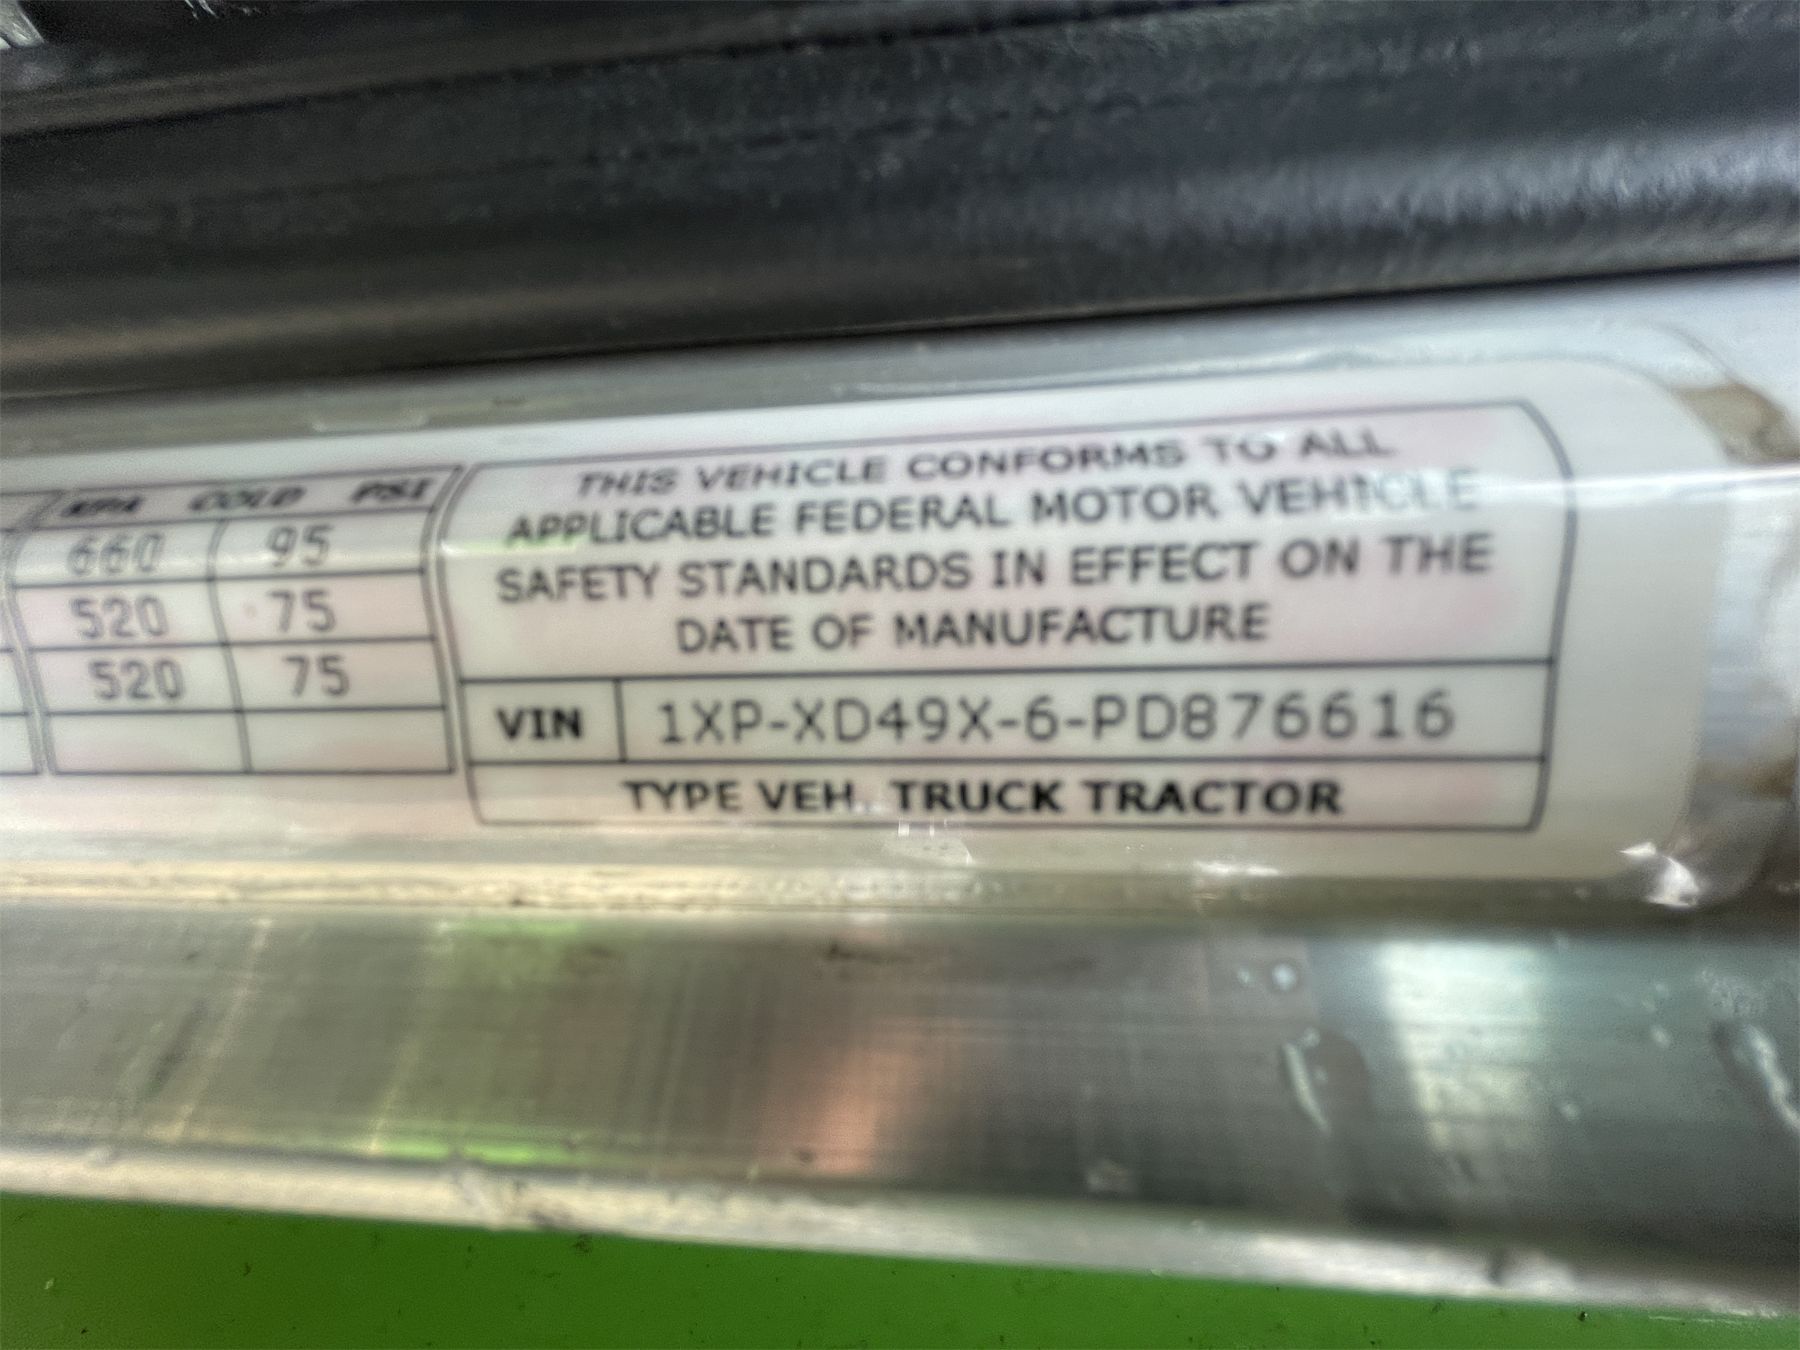 KPA COLD PSI
660 95
520 75
520 75
THIS VEHICLE CONFORMS TO ALL
APPLICABLE FEDERAL MOTOR VEHICLE
SAFETY STANDARDS IN EFFECT ON THE
DATE OF MANUFACTURE
VIN 1XP-XD49X-6-PD876616
TYPE VEH.. TRUCK TRACTOR